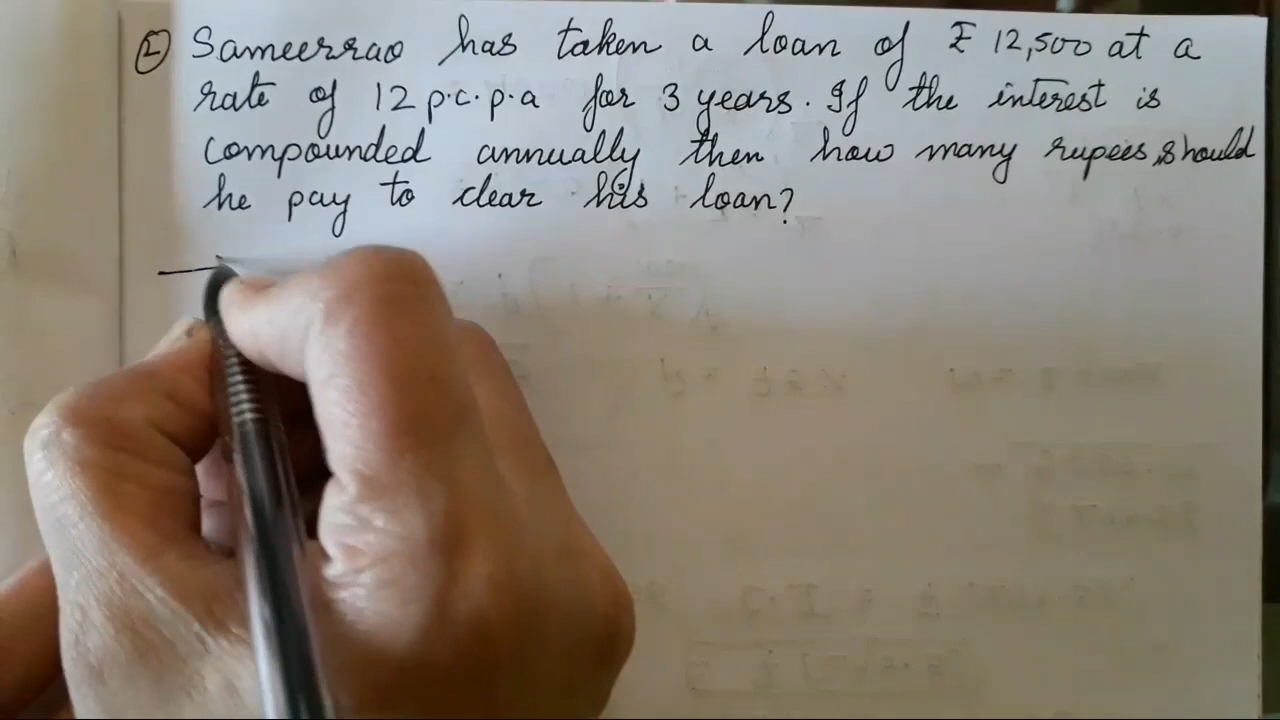 ② Sameerrao has taken a loan of ₹ 12,500 at a
rate of 12 p.c.p.a for 3 years. If the interest is
compounded annually then how many rupees should
he pay to clear his loan?